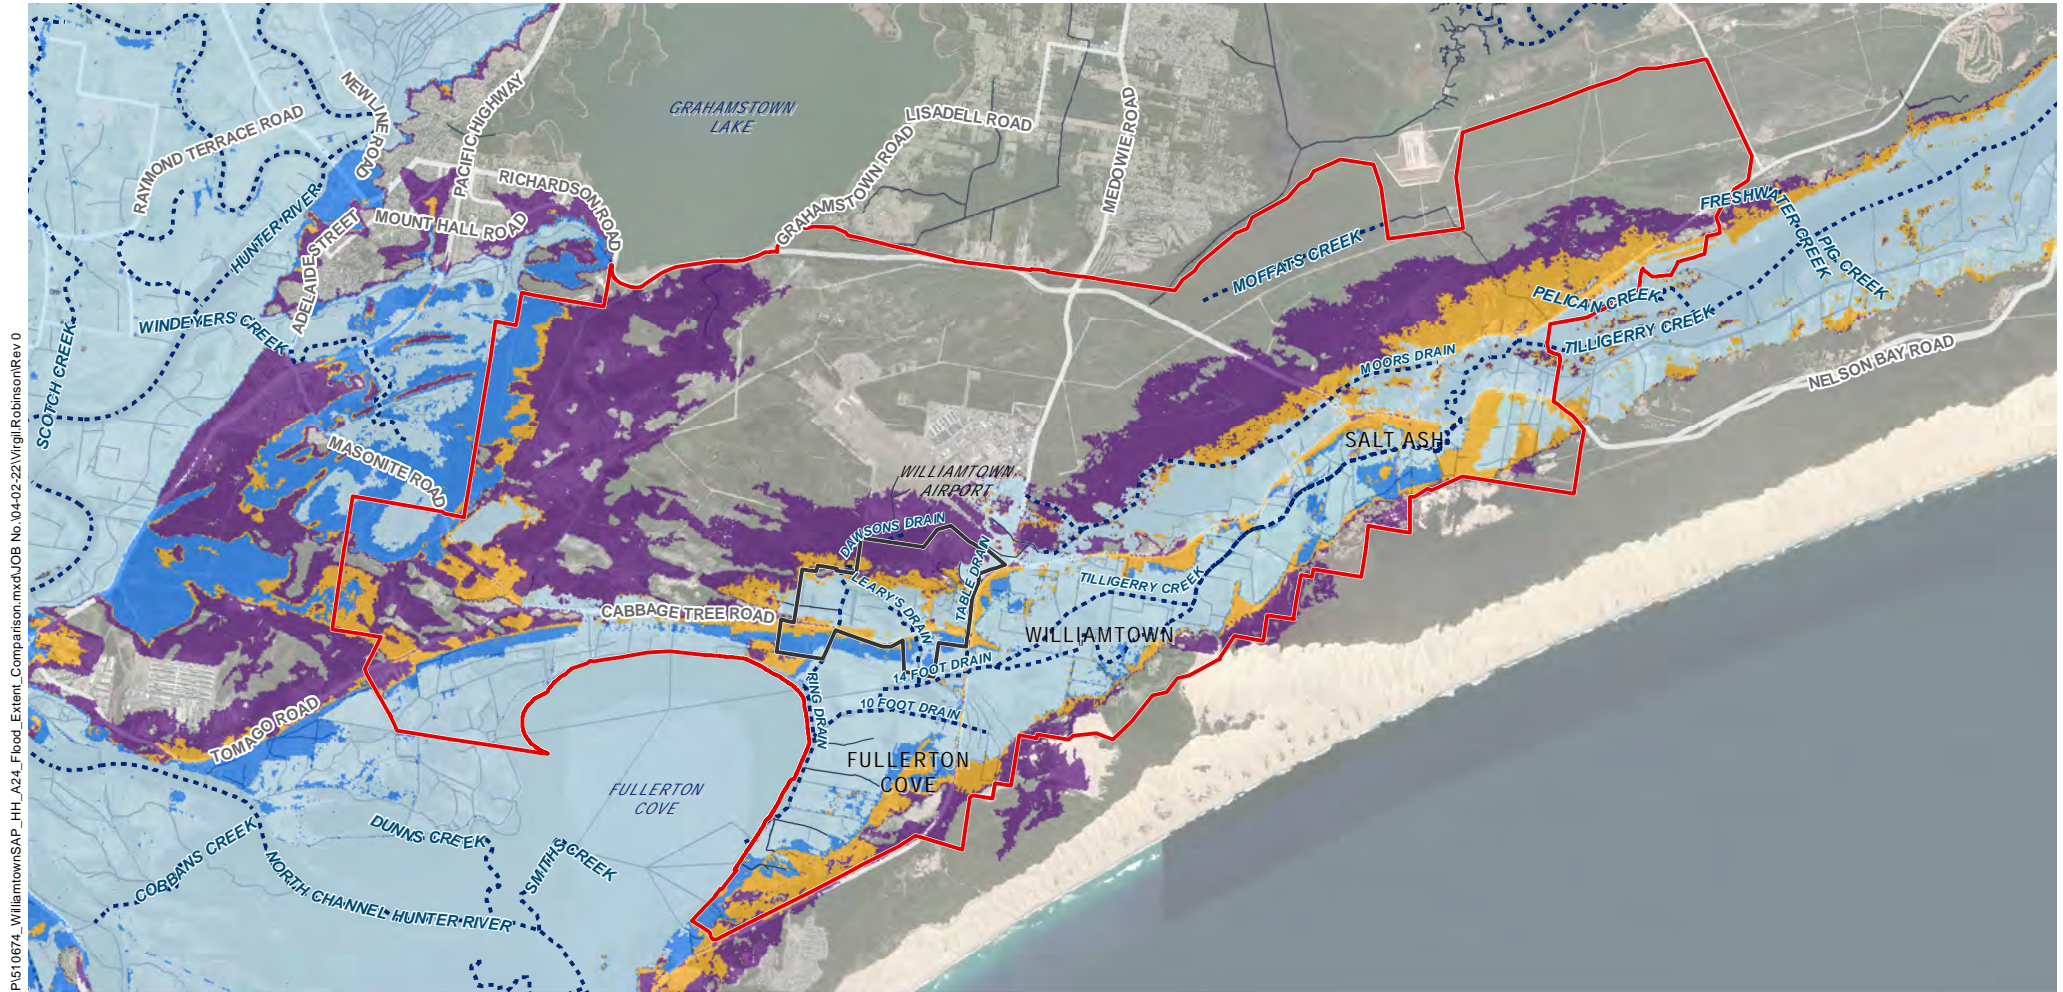 P:\510674_WilliamtownSAP_HH_A24_Flood_Extent_Comparison.mxd\JOB No.\04-02-22\Virgil.Robinson\Rev 0
GRAHAMSTOWN
LAKE
NEWLINE ROAD
PACIFIC HIGHWAY
RAYMOND TERRACE ROAD
LISADELL ROAD
GRAHAMSTOWN ROAD
MEDOWIE ROAD
RICHARDSON ROAD
MOUNT HALL ROAD
ADELAIDE STREET
HUNTER RIVER
MOFFATS CREEK
FRESHWATER CREEK
PIG CREEK
PELICAN CREEK
TILLIGERRY CREEK
WINDEYERS CREEK
SCOTCH CREEK
MOORS DRAIN
NELSON BAY ROAD
SALT ASH
MASONITE ROAD
WILLIAMTOWN
AIRPORT
DAWSONS DRAIN
TABLE DRAIN
LEARY'S DRAIN
TILLIGERRY CREEK
CABBAGE TREE ROAD
WILLIAMTOWN
14 FOOT DRAIN
RING DRAIN
10 FOOT DRAIN
TOMAGO ROAD
FULLERTON
COVE
FULLERTON
COVE
COBBANS CREEK
DUNNS CREEK
SMITHS CREEK
NORTH CHANNEL HUNTER RIVER